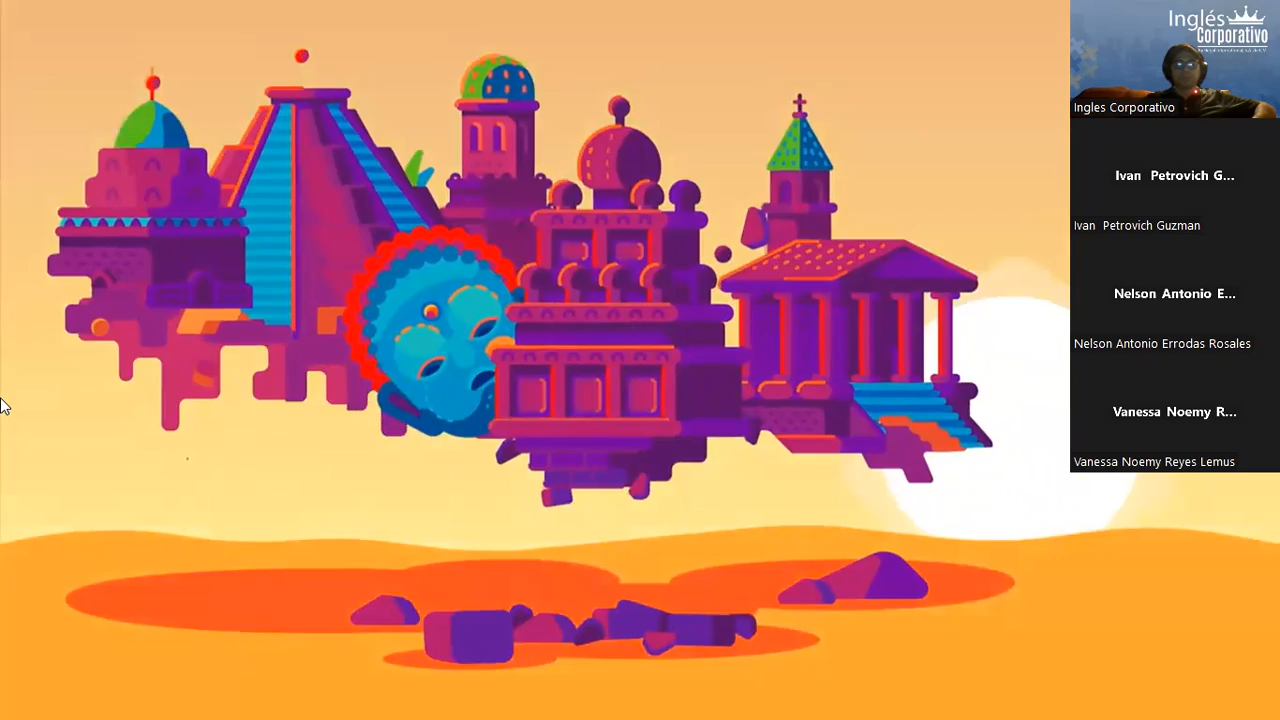 Inglés
Corporativo
Ingles Corporativo
Ivan Petrovich G...
Ivan Petrovich Guzman
Nelson Antonio E...
Nelson Antonio Errodas Rosales
Vanessa Noemy R...
Vanessa Noemy Reyes Lemus